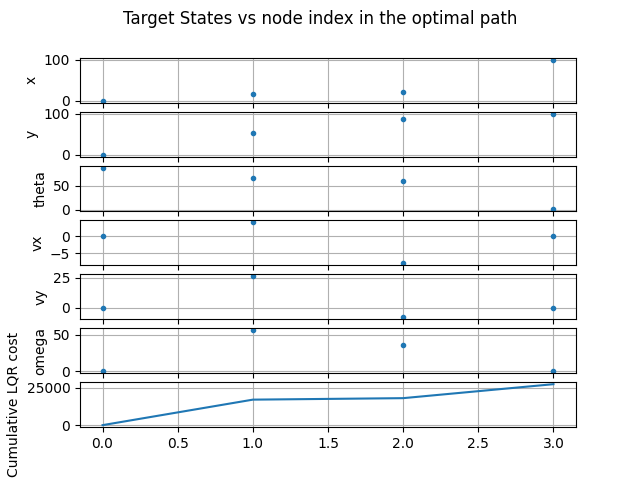 Target States vs node index in the optimal path
100
x
0
100
y
0
50
theta
0
0
vx
−5
25
vy
0
50
omega
0
25000
Cumulative LQR cost
0
0.0 0.5 1.0 1.5 2.0 2.5 3.0